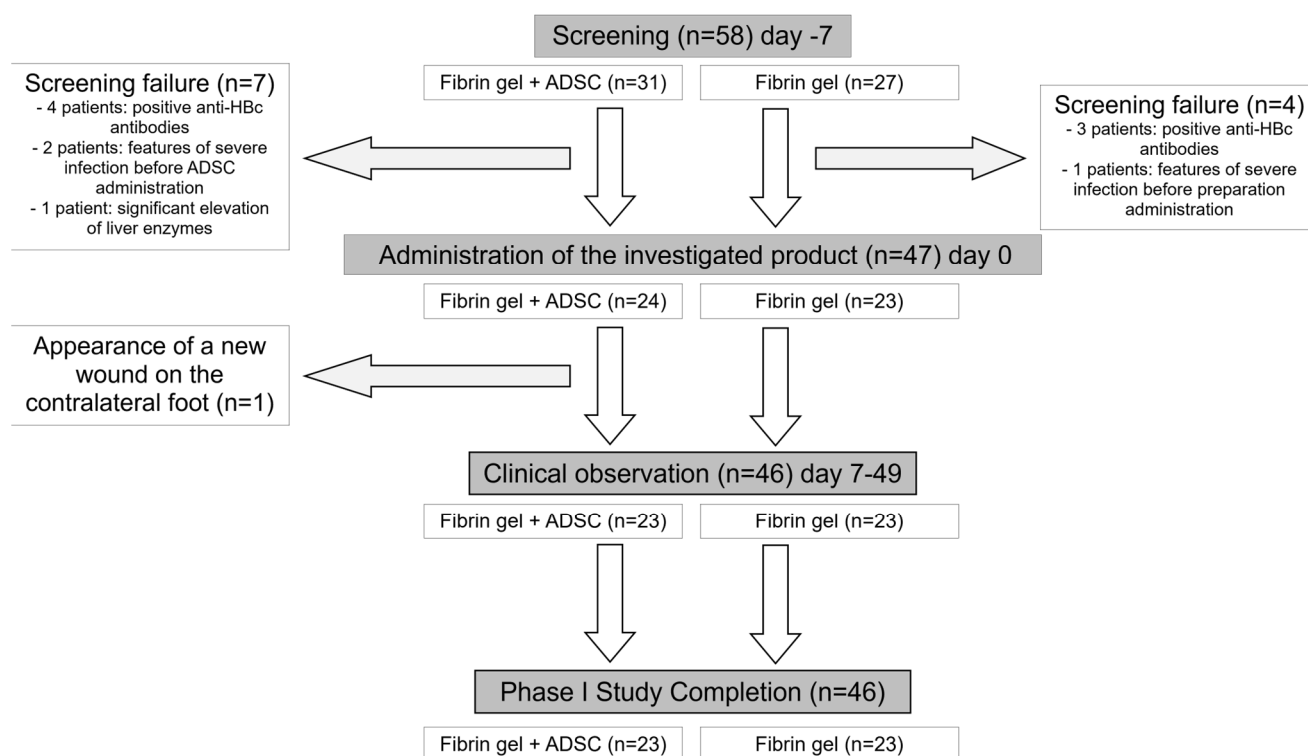 Screening (n=58) day -7
Fibrin gel + ADSC (n=31)
Fibrin gel (n=27)
Screening failure (n=7)
- 4 patients: positive anti-HBc
antibodies
- 2 patients: features of severe
infection before ADSC
administration
- 1 patient: significant elevation
of liver enzymes
Screening failure (n=4)
- 3 patients: positive anti-HBc
antibodies
- 1 patients: features of severe
infection before preparation
administration
Administration of the investigated product (n=47) day 0
Fibrin gel + ADSC (n=24)
Fibrin gel (n=23)
Appearance of a new
wound on the
contralateral foot (n=1)
Clinical observation (n=46) day 7-49
Fibrin gel + ADSC (n=23)
Fibrin gel (n=23)
Phase I Study Completion (n=46)
Fibrin gel + ADSC (n=23)
Fibrin gel (n=23)